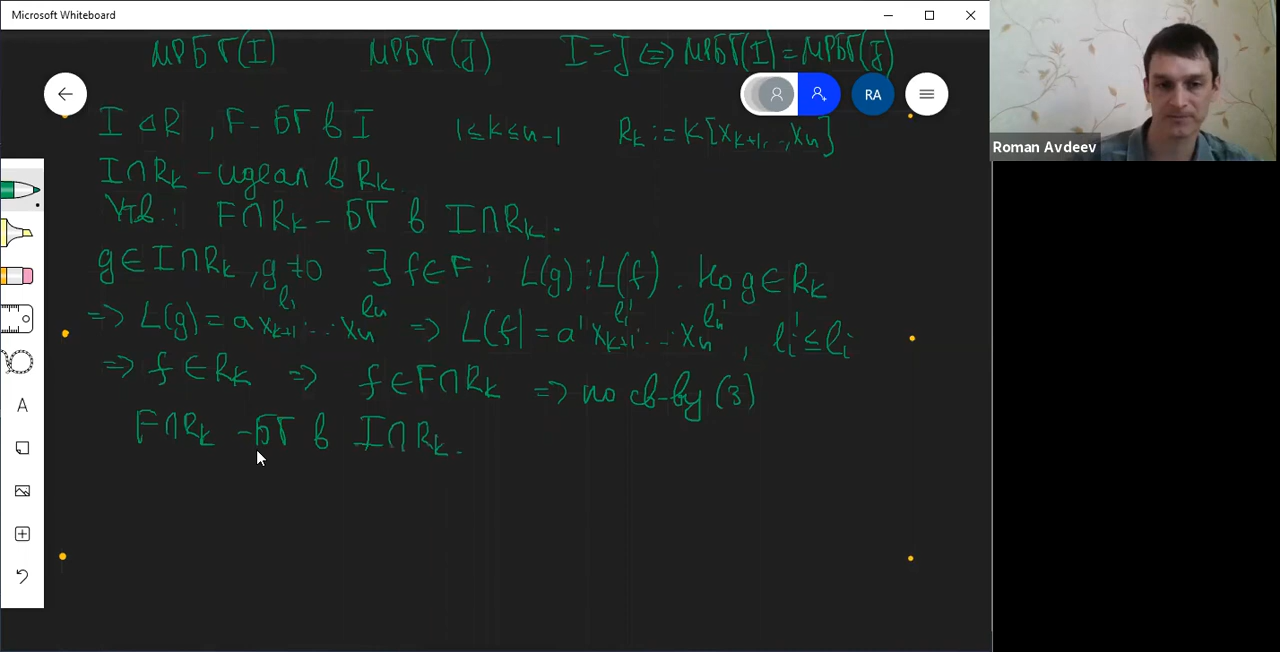 Microsoft Whiteboard
МРБГ(I) МРБГ(J) I = J ⇔ МРБГ(I) = МРБГ(J)
RA
I ⊲ R , F – БГ в I 1 ≤ k ≤ n–1 R_k := K[x_{k+1}, ..., x_n]
Roman Avdeev
I∩R_k – идеал в R_k.
Утв.: F∩R_k – БГ в I∩R_k.
g ∈ I∩R_k, g ≠ 0 ∃ f ∈ F : L(g) ⋮ L(f) . Но g ∈ R_k
⇒ L(g) = a x_{k+1}^{l_1} ... x_n^{l_n} ⇒ L(f) = a' x_{k+1}^{l_1'} ... x_n^{l_n'} , l_i' ≤ l_i
⇒ f ∈ R_k ⇒ f ∈ F∩R_k ⇒ по св-ву (3)
F∩R_k – БГ в I∩R_k.
A